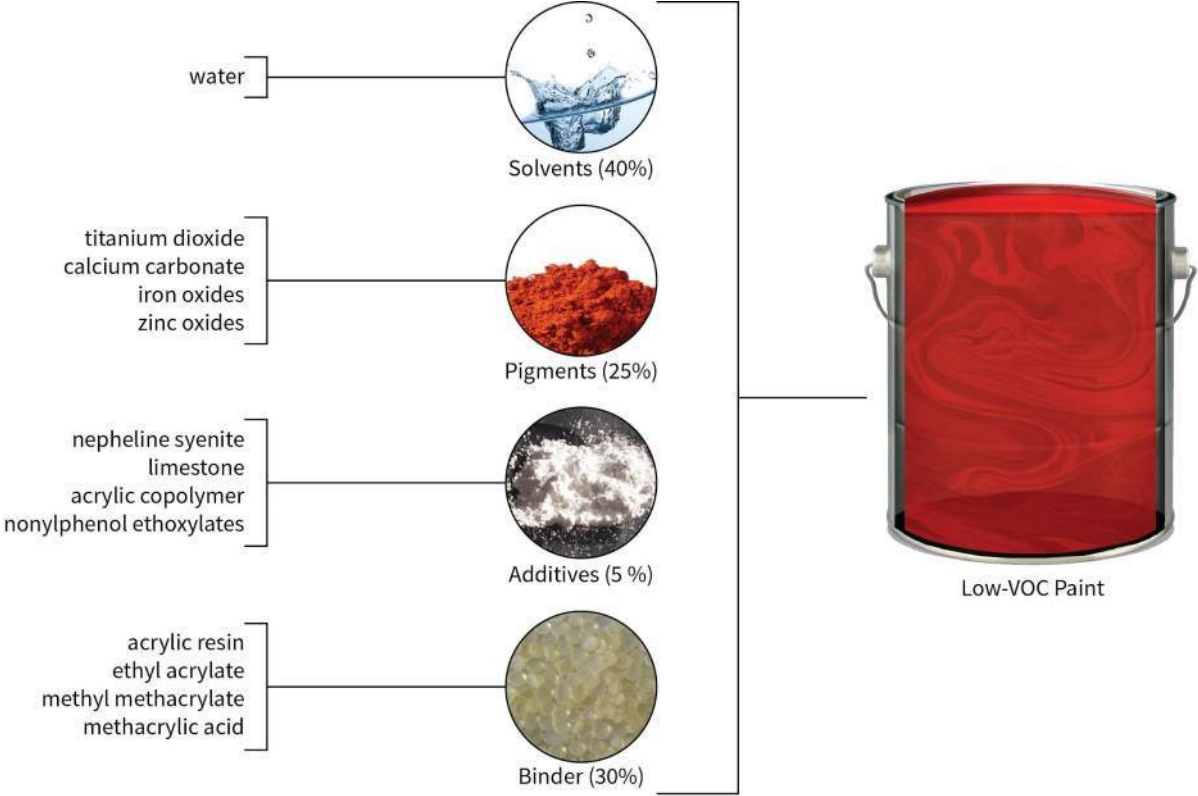 water
Solvents (40%)
titanium dioxide
calcium carbonate
iron oxides
zinc oxides
Pigments (25%)
nepheline syenite
limestone
acrylic copolymer
nonylphenol ethoxylates
Additives (5 %)
acrylic resin
ethyl acrylate
methyl methacrylate
methacrylic acid
Binder (30%)
Low-VOC Paint